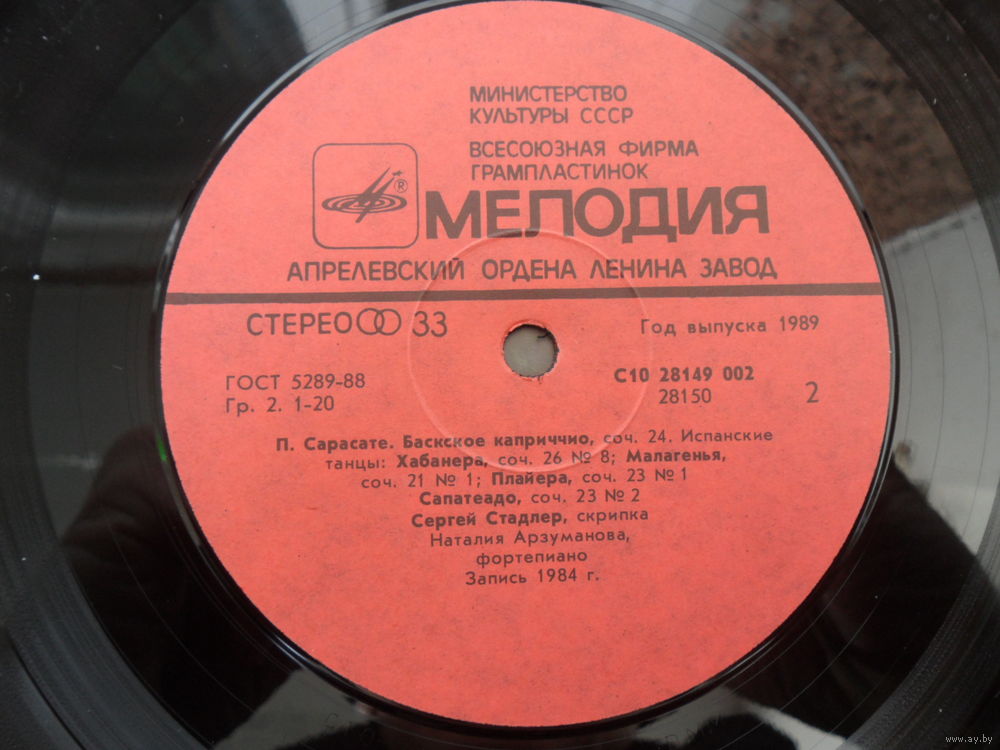 МИНИСТЕРСТВО
КУЛЬТУРЫ СССР
ВСЕСОЮЗНАЯ ФИРМА
ГРАМПЛАСТИНОК
®
МЕЛОДИЯ
АПРЕЛЕВСКИЙ ОРДЕНА ЛЕНИНА ЗАВОД
СТЕРЕО 33
Год выпуска 1989
ГОСТ 5289-88
Гр. 2. 1-20
С10 28149 002
28150
2
П. Сарасате. Баскское каприччио, соч. 24. Испанские
танцы: Хабанера, соч. 26 № 8; Малагенья,
соч. 21 № 1; Плайера, соч. 23 № 1
Сапатеадо, соч. 23 № 2
Сергей Стадлер, скрипка
Наталия Арзуманова,
фортепиано
Запись 1984 г.
www.ay.by